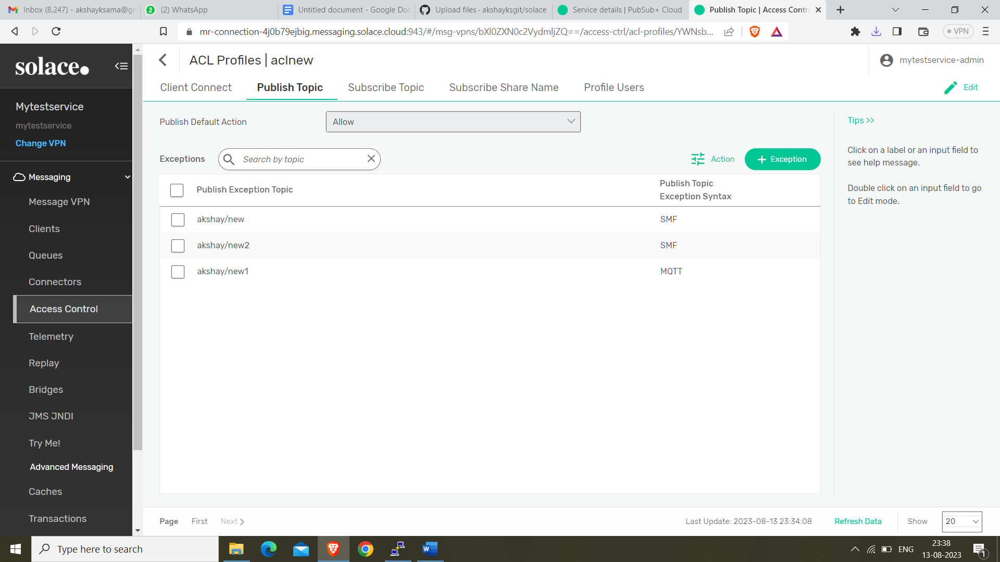 Inbox (8,247) - akshayksama@gm
2
(2) WhatsApp
Untitled document - Google Doc
Upload files · akshayksgit/solace
Service details | PubSub+ Cloud
Publish Topic | Access Contr
mr-connection-4j0b79ejbig.messaging.solace.cloud:943/#/msg-vpns/bXl0ZXN0c2VydmljZQ==/access-ctrl/acl-profiles/YWNsb...
VPN
solace.
ACL Profiles | aclnew
mytestservice-admin
Client Connect
Publish Topic
Subscribe Topic
Subscribe Share Name
Profile Users
Edit
Mytestservice
mytestservice
Change VPN
Messaging
Message VPN
Clients
Queues
Connectors
Access Control
Telemetry
Replay
Bridges
JMS JNDI
Try Me!
Advanced Messaging
Caches
Transactions
Publish Default Action
Allow
Exceptions
Search by topic
Action
Exception
Publish Exception Topic
Publish Topic
Exception Syntax
akshay/new SMF
akshay/new2 SMF
akshay/new1 MQTT
Tips >>
Click on a label or an input field to
see help message.
Double click on an input field to go
to Edit mode.
Page First Next
Last Update: 2023-08-13 23:34:08
Refresh Data
Show
20
Type here to search
W
ENG
23:38
13-08-2023
1